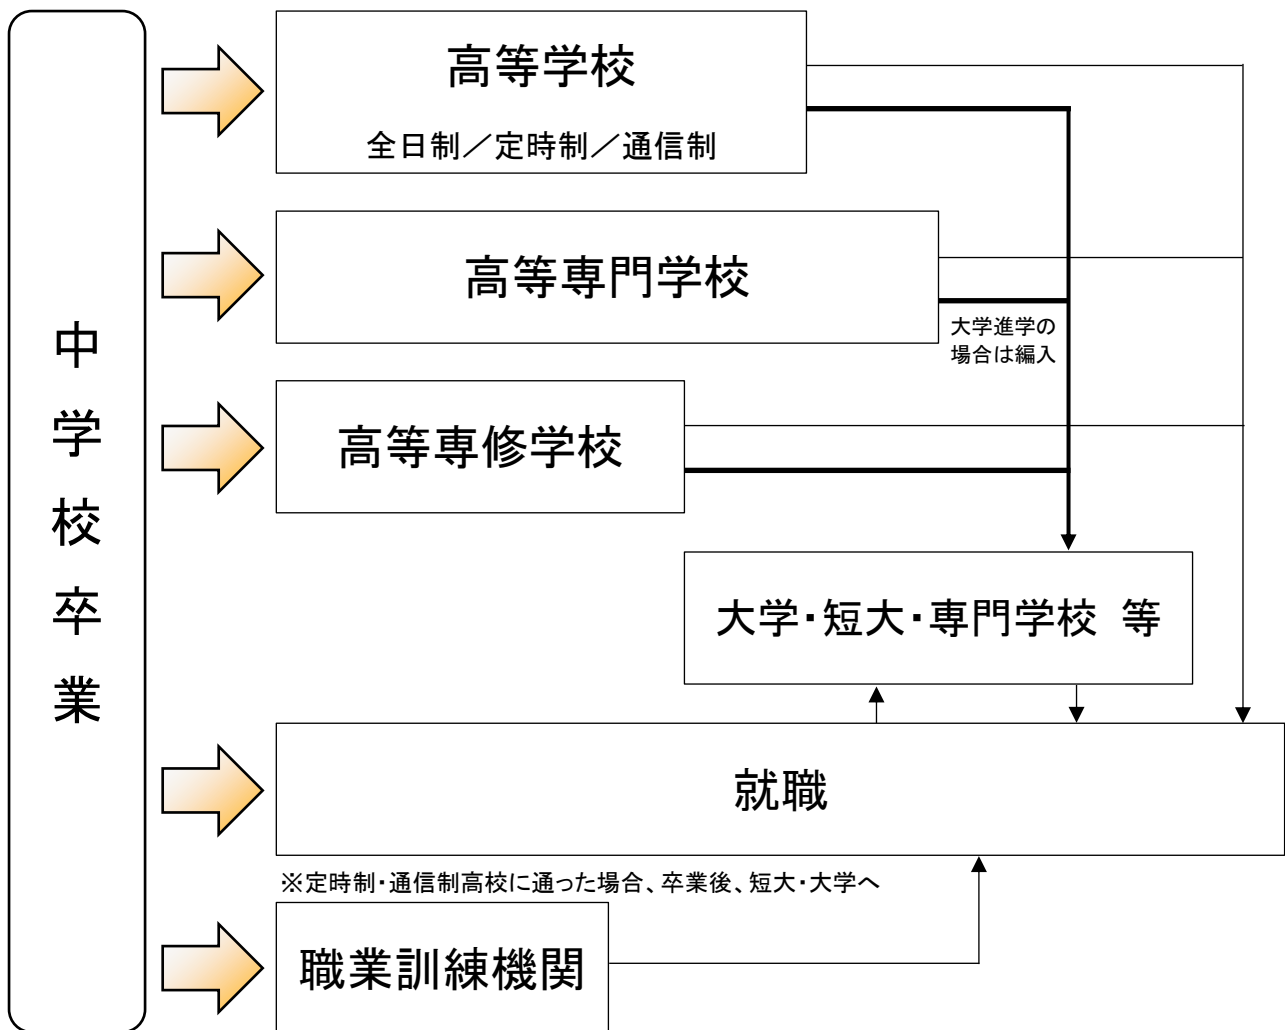 中学校卒業
高等学校
全日制／定時制／通信制
高等専門学校
大学進学の
場合は編入
高等専修学校
大学・短大・専門学校 等
就職
※定時制・通信制高校に通った場合、卒業後、短大・大学へ
職業訓練機関